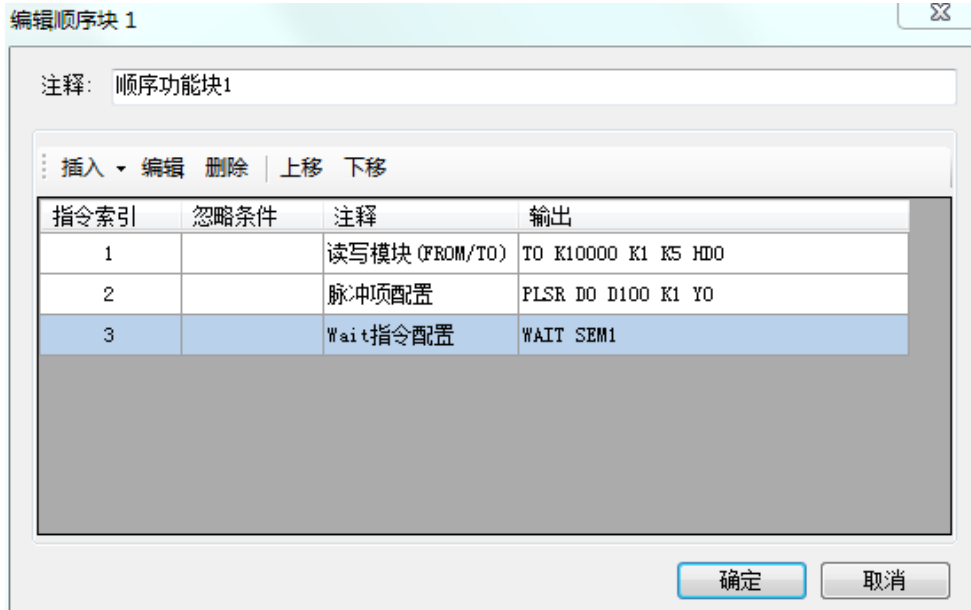 编辑顺序块 1
注释: 顺序功能块1
插入 编辑 删除 上移 下移
指令索引 忽略条件 注释 输出
1 读写模块(FROM/TO) TO K10000 K1 K5 HD0
2 脉冲项配置 PLSR D0 D100 K1 Y0
3 Wait指令配置 WAIT SEM1
确定 取消